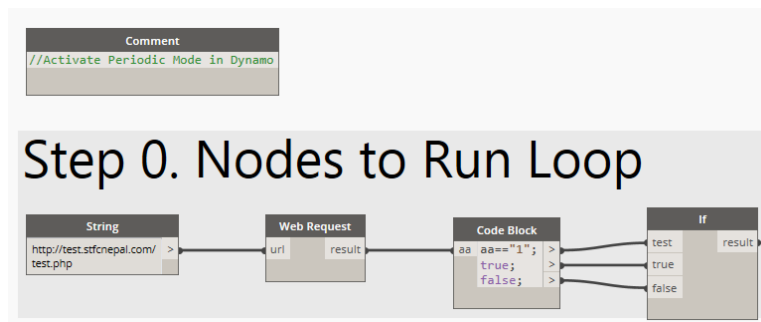 Comment
//Activate Periodic Mode in Dynamo
Step 0. Nodes to Run Loop
String
http://test.stfcnepal.com/
test.php
>
Web Request
url
result
Code Block
aa
aa=="1";
>
true;
>
false;
>
If
test
result
true
false